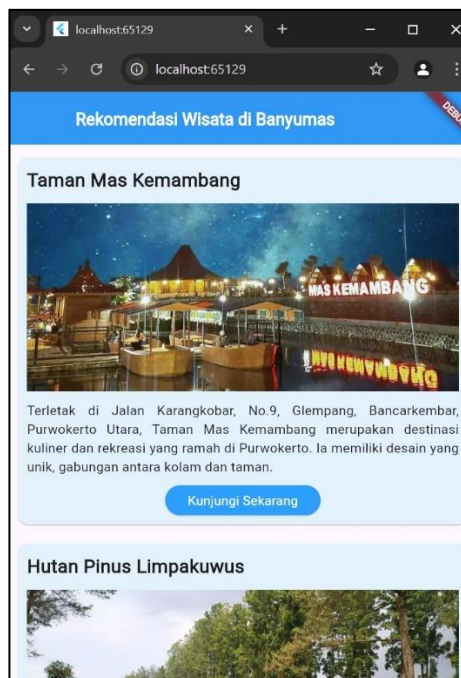 localhost:65129
localhost:65129
Rekomendasi Wisata di Banyumas
DEBU
Taman Mas Kemambang
MAS KEMAMBANG
Terletak di Jalan Karangkobar, No.9, Glempang, Bancarkembar,
Purwokerto Utara, Taman Mas Kemambang merupakan destinasi
kuliner dan rekreasi yang ramah di Purwokerto. Ia memiliki desain yang
unik, gabungan antara kolam dan taman.
Kunjungi Sekarang
Hutan Pinus Limpakuwus